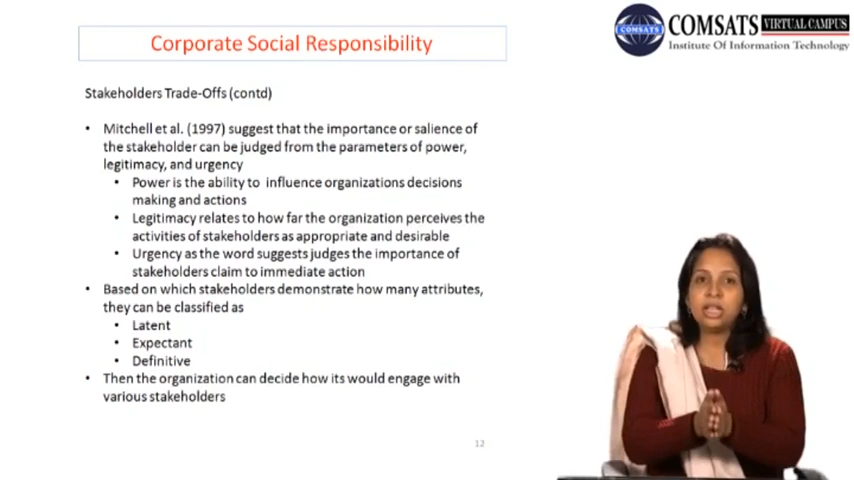 Corporate Social Responsibility
COMSATS
COMSATS VIRTUAL CAMPUS
Institute Of Information Technology
Stakeholders Trade-Offs (contd)
• Mitchell et al. (1997) suggest that the importance or salience of
the stakeholder can be judged from the parameters of power,
legitimacy, and urgency
• Power is the ability to influence organizations decisions
making and actions
• Legitimacy relates to how far the organization perceives the
activities of stakeholders as appropriate and desirable
• Urgency as the word suggests judges the importance of
stakeholders claim to immediate action
• Based on which stakeholders demonstrate how many attributes,
they can be classified as
• Latent
• Expectant
• Definitive
• Then the organization can decide how its would engage with
various stakeholders
12